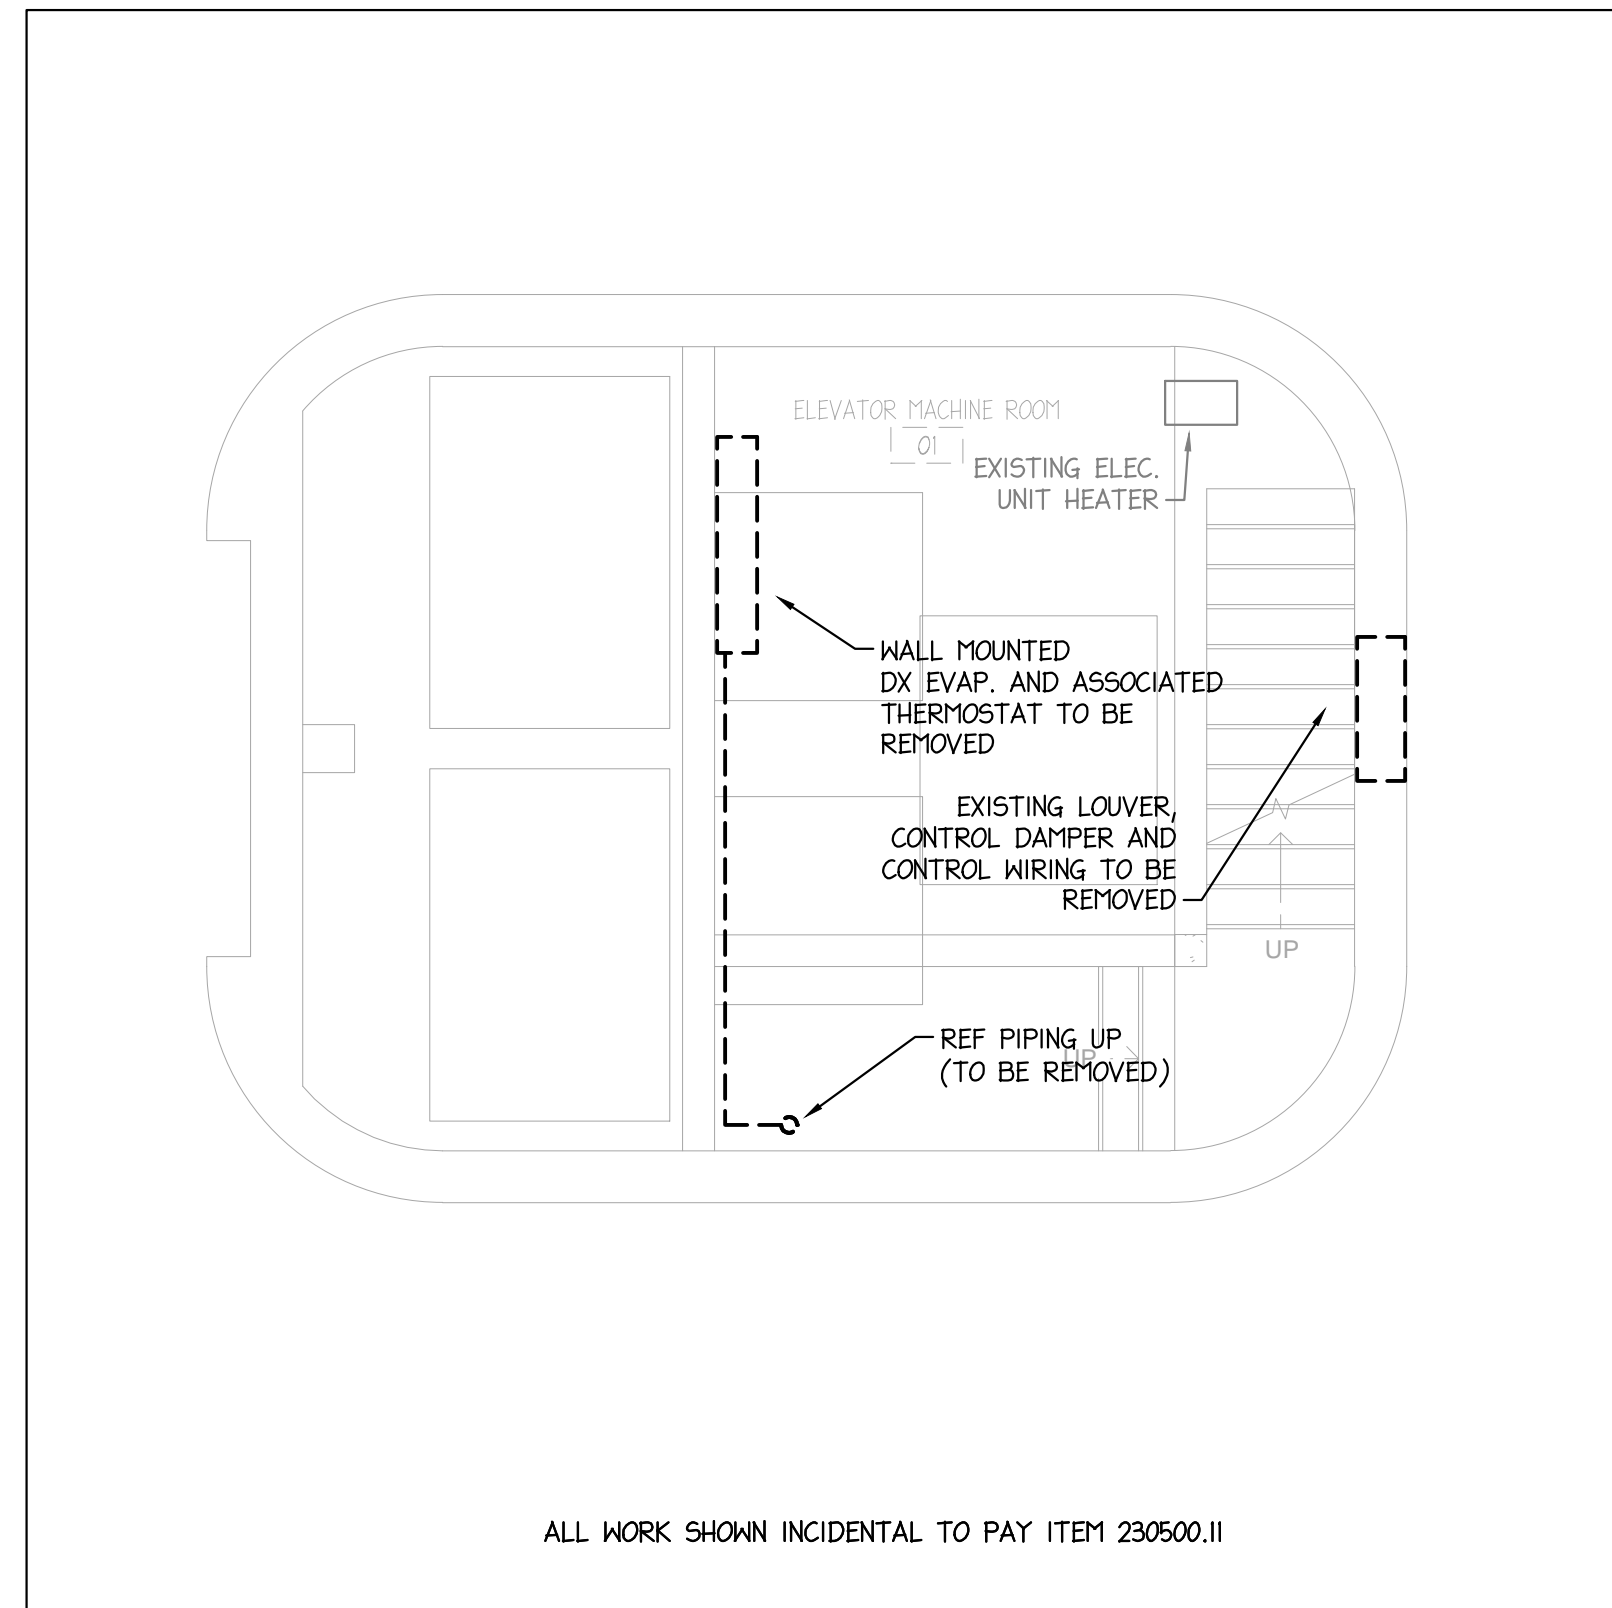 ELEVATOR MACHINE ROOM
01
EXISTING ELEC.
UNIT HEATER
WALL MOUNTED
DX EVAP. AND ASSOCIATED
THERMOSTAT TO BE
REMOVED
EXISTING LOUVER,
CONTROL DAMPER AND
CONTROL WIRING TO BE
REMOVED
UP
REF PIPING UP
UP
(TO BE REMOVED)
ALL WORK SHOWN INCIDENTAL TO PAY ITEM 230500.11